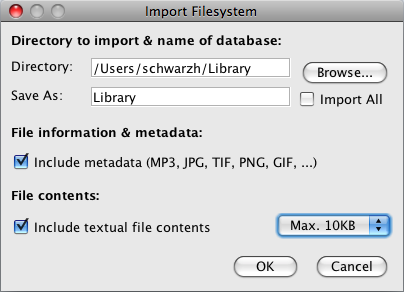 Import Filesystem
Directory to import & name of database:
Directory: /Users/schwarzh/Library Browse...
Save As: Library Import All
File information & metadata:
Include metadata (MP3, JPG, TIF, PNG, GIF, ...)
File contents:
Include textual file contents Max. 10KB
OK Cancel